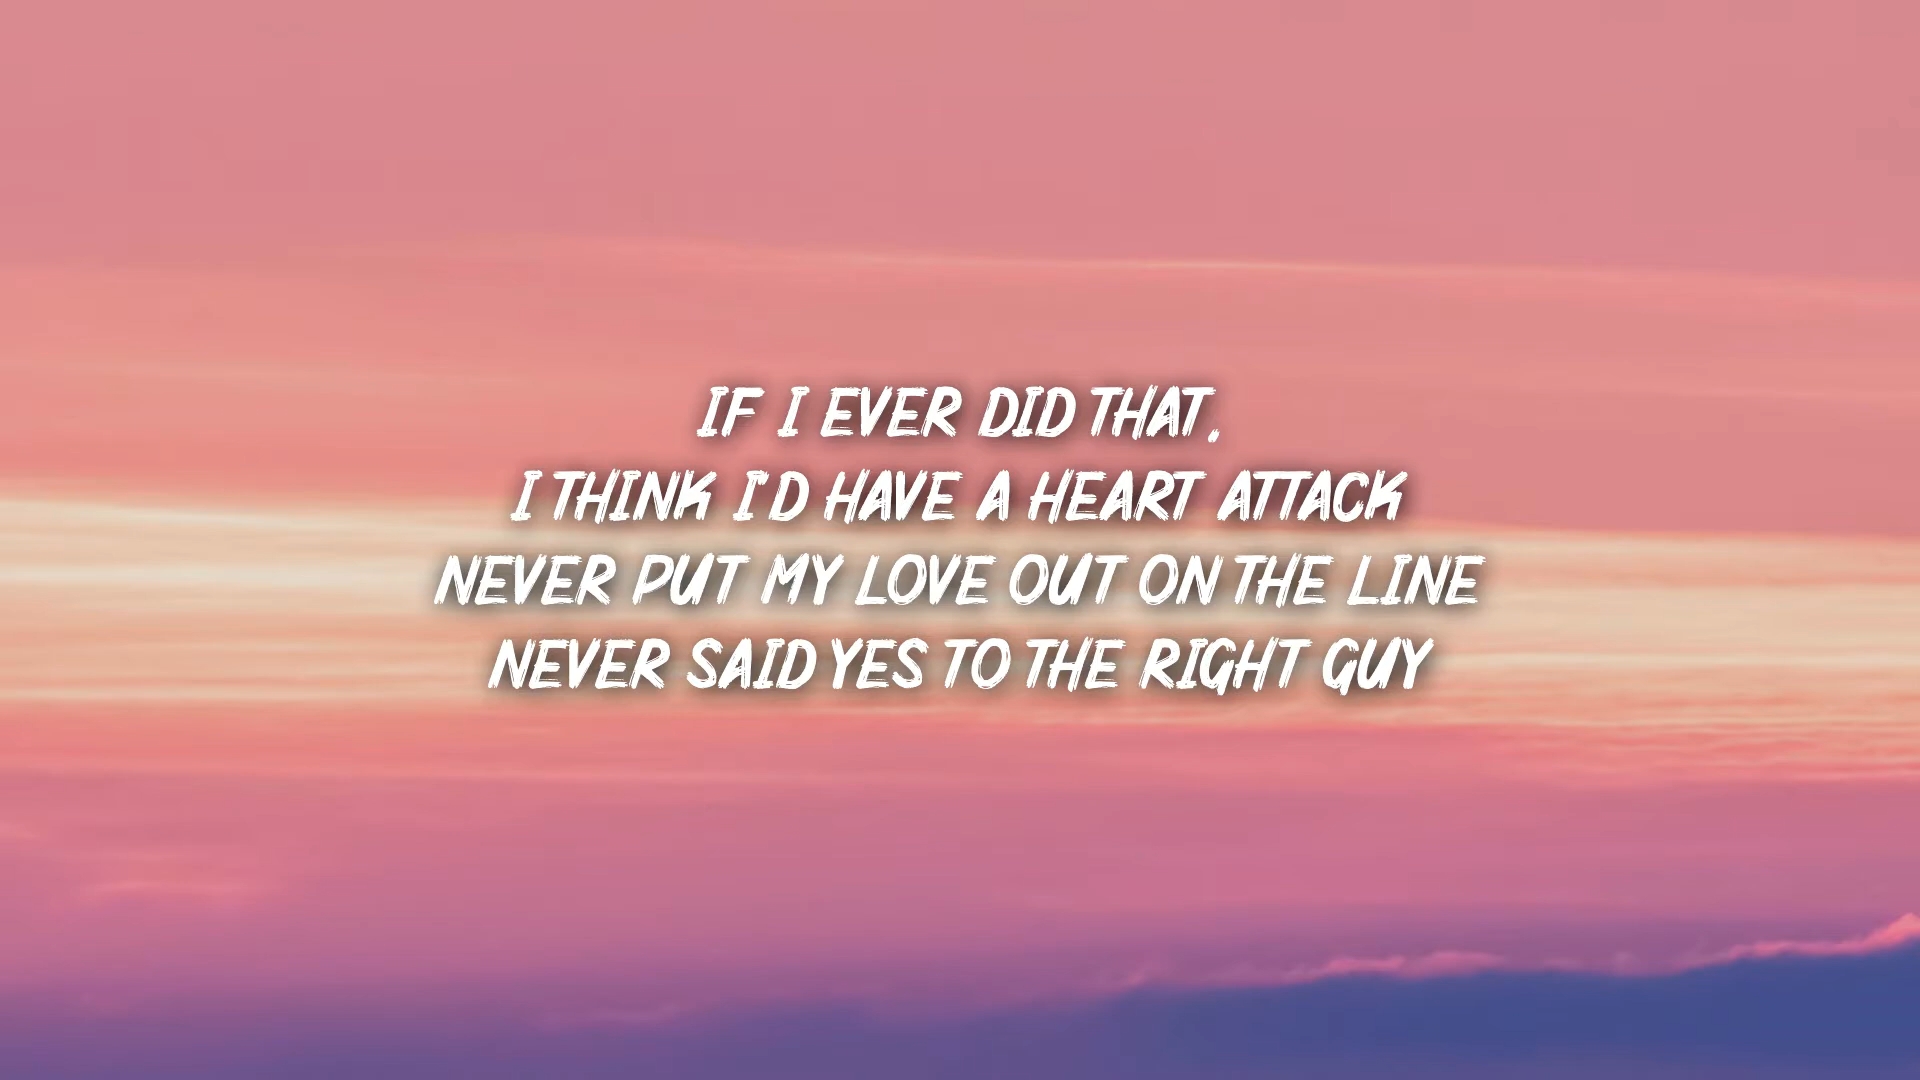 IF I EVER DID THAT,
I THINK I'D HAVE A HEART ATTACK
NEVER PUT MY LOVE OUT ON THE LINE
NEVER SAID YES TO THE RIGHT GUY